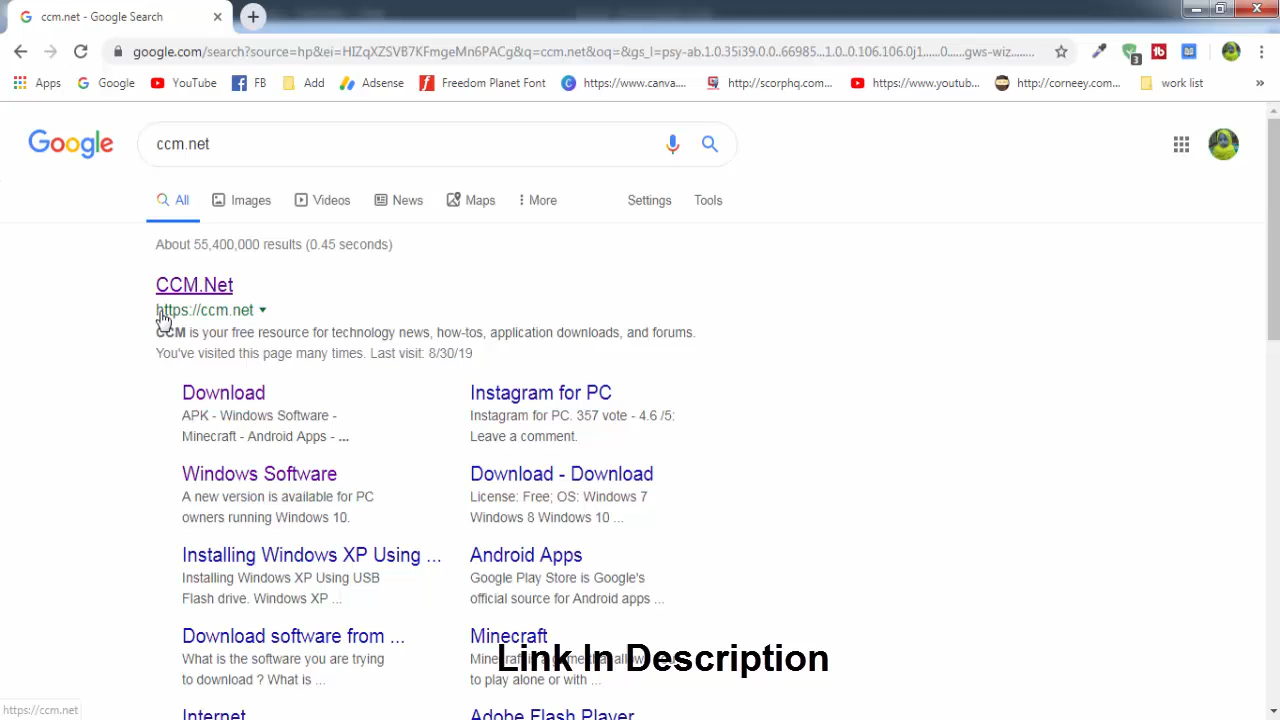 ccm.net - Google Search
google.com/search?source=hp&ei=HIZqXZSVB7KFmgeMn6PACg&q=ccm.net&oq=&gs_l=psy-ab.1.0.35i39.0.0..66985...1.0..0.106.106.0j1......0.....gws-wiz.......
3
Apps Google YouTube FB Add Adsense Freedom Planet Font https://www.canva.... http://scorphq.com... https://www.youtub... http://corneey.com... work list »
Google ccm.net
All Images Videos News Maps More Settings Tools
About 55,400,000 results (0.45 seconds)
CCM.Net
https://ccm.net
CCM is your free resource for technology news, how-tos, application downloads, and forums.
You've visited this page many times. Last visit: 8/30/19
Download
APK - Windows Software -
Minecraft - Android Apps - ...
Instagram for PC
Instagram for PC. 357 vote - 4.6 /5:
Leave a comment.
Windows Software
A new version is available for PC
owners running Windows 10.
Download - Download
License: Free; OS: Windows 7
Windows 8 Windows 10 ...
Installing Windows XP Using ...
Installing Windows XP Using USB
Flash drive. Windows XP ...
Android Apps
Google Play Store is Google's
official source for Android apps ...
Download software from ...
What is the software you are trying
to download ? What is ...
Minecraft
to play alone or with ...
Link In Description
Internet
Adobe Flash Player
https://ccm.net